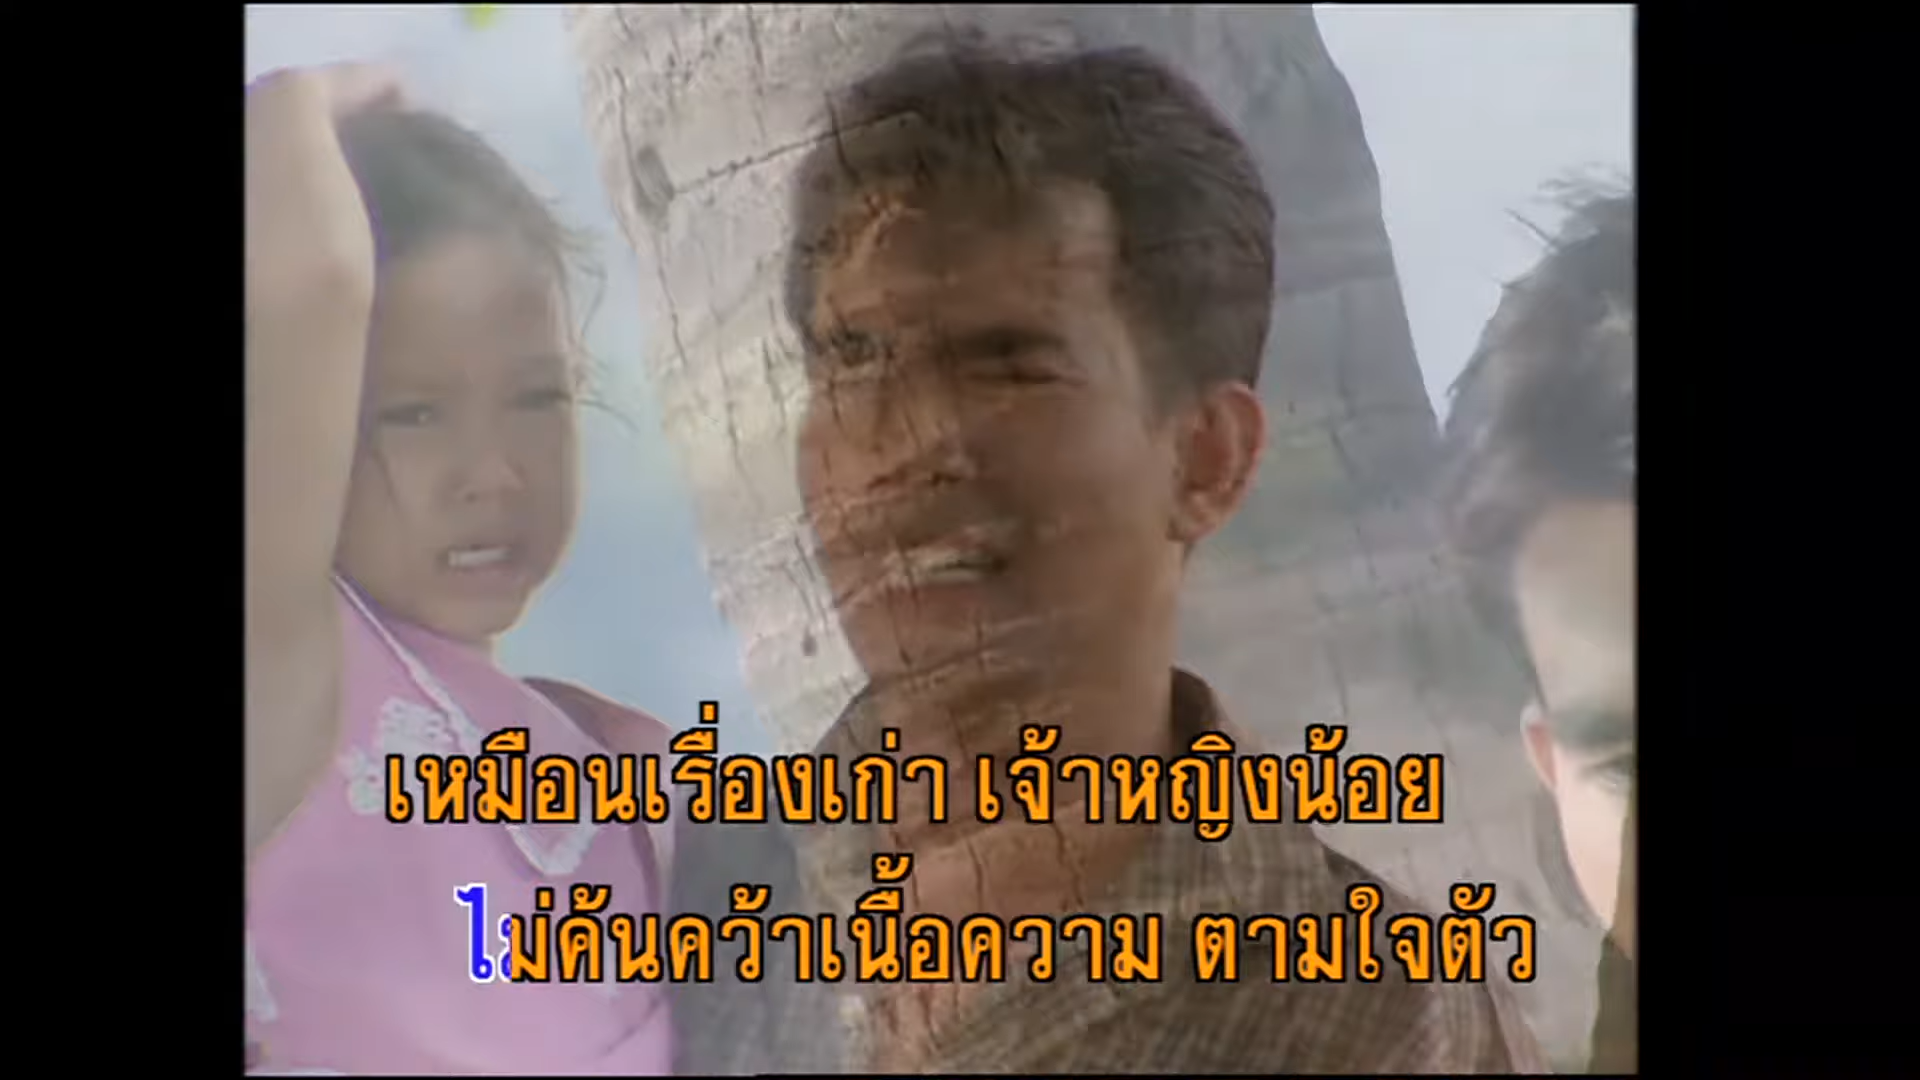 เหมือนเรื่องเก่า เจ้าหญิงน้อย
ไม่ค้นคว้าเนื้อความ ตามใจตัว